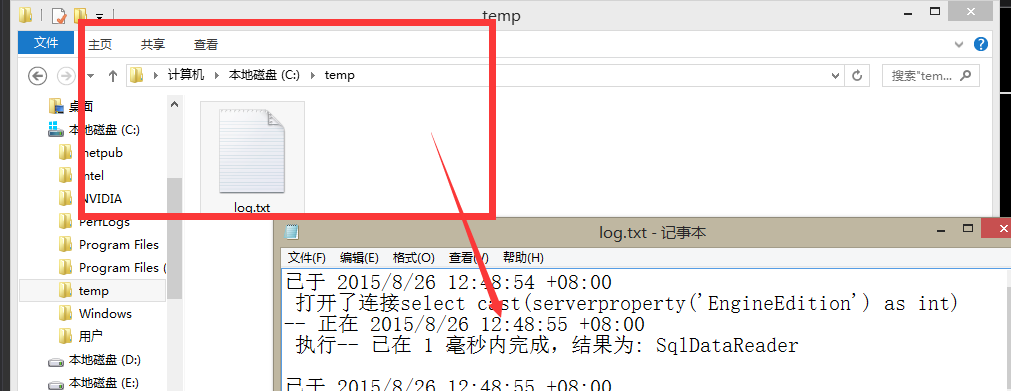 temp
文件 主页 共享 查看
计算机 本地磁盘 (C:) temp
搜索"tem...
桌面
本地磁盘 (C:)
inetpub
Intel
NVIDIA
PerfLogs
Program Files
Program Files (
temp
Windows
用户
本地磁盘 (D:)
本地磁盘 (E:)
log.txt
log.txt - 记事本
文件(F) 编辑(E) 格式(O) 查看(V) 帮助(H)
已于 2015/8/26 12:48:54 +08:00
打开了连接select cast(serverproperty('EngineEdition') as int)
-- 正在 2015/8/26 12:48:55 +08:00
执行-- 已在 1 毫秒内完成，结果为: SqlDataReader
已于 2015/8/26 12:48:55 +08:00